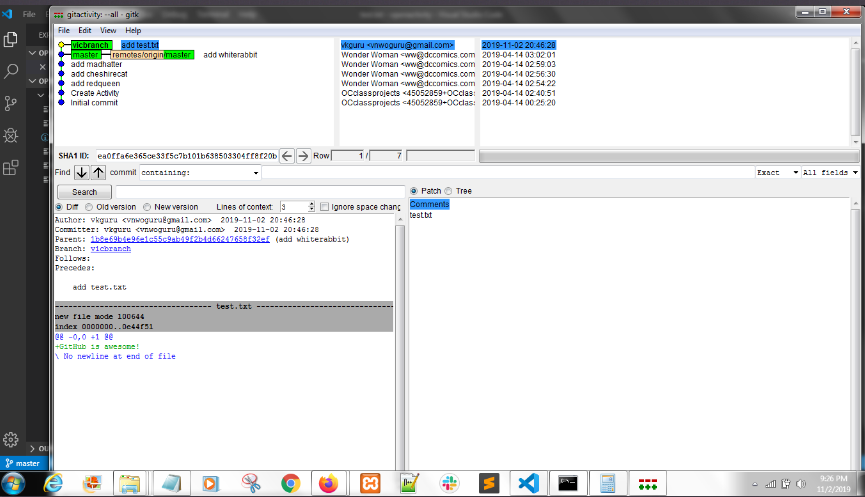 File
gitactivity: --all - gitk
File Edit View Help
EXI
OP
OP
OU
master
vicbranch add test.txt vkguru <vnwoguru@gmail.com> 2019-11-02 20:46:28
master remotes/origin/master add whiterabbit Wonder Woman <ww@dccomics.com 2019-04-14 03:02:01
add madhatter Wonder Woman <ww@dccomics.com 2019-04-14 02:59:03
add cheshirecat Wonder Woman <ww@dccomics.com 2019-04-14 02:56:30
add redqueen Wonder Woman <ww@dccomics.com 2019-04-14 02:54:22
Create Activity OCclassprojects <45052859+OCclass 2019-04-14 02:40:51
Initial commit OCclassprojects <45052859+OCclass 2019-04-14 00:25:20
SHA1 ID: ea0ffa6e365ce33f5c7b101b638503304ff8f20b Row 1 / 7
Find commit containing: Exact All fields
Search
Patch Tree
Diff Old version New version Lines of context: 3 Ignore space chang
Comments
test.txt
Author: vkguru <vnwoguru@gmail.com> 2019-11-02 20:46:28
Committer: vkguru <vnwoguru@gmail.com> 2019-11-02 20:46:28
Parent: 1b8e69b4e96e1c55c9ab49f2b4d66247658f32ef (add whiterabbit)
Branch: vicbranch
Follows:
Precedes:
add test.txt
-------------------------------- test.txt --------------------------------
new file mode 100644
index 0000000..0e44f51
@@ -0,0 +1 @@
+GitHub is awesome!
\ No newline at end of file
9:26 PM
11/2/2019